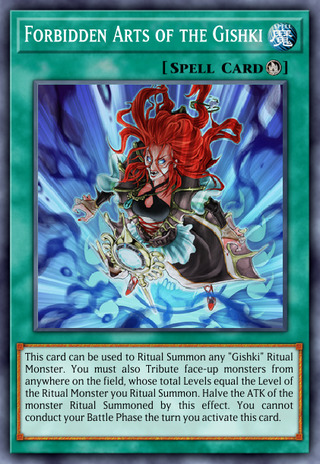 Forbidden Arts of the Gishki
魔
[Spell Card]
This card can be used to Ritual Summon any "Gishki" Ritual
Monster. You must also Tribute face-up monsters from
anywhere on the field, whose total Levels equal the Level of
the Ritual Monster you Ritual Summon. Halve the ATK of the
monster Ritual Summoned by this effect. You cannot
conduct your Battle Phase the turn you activate this card.